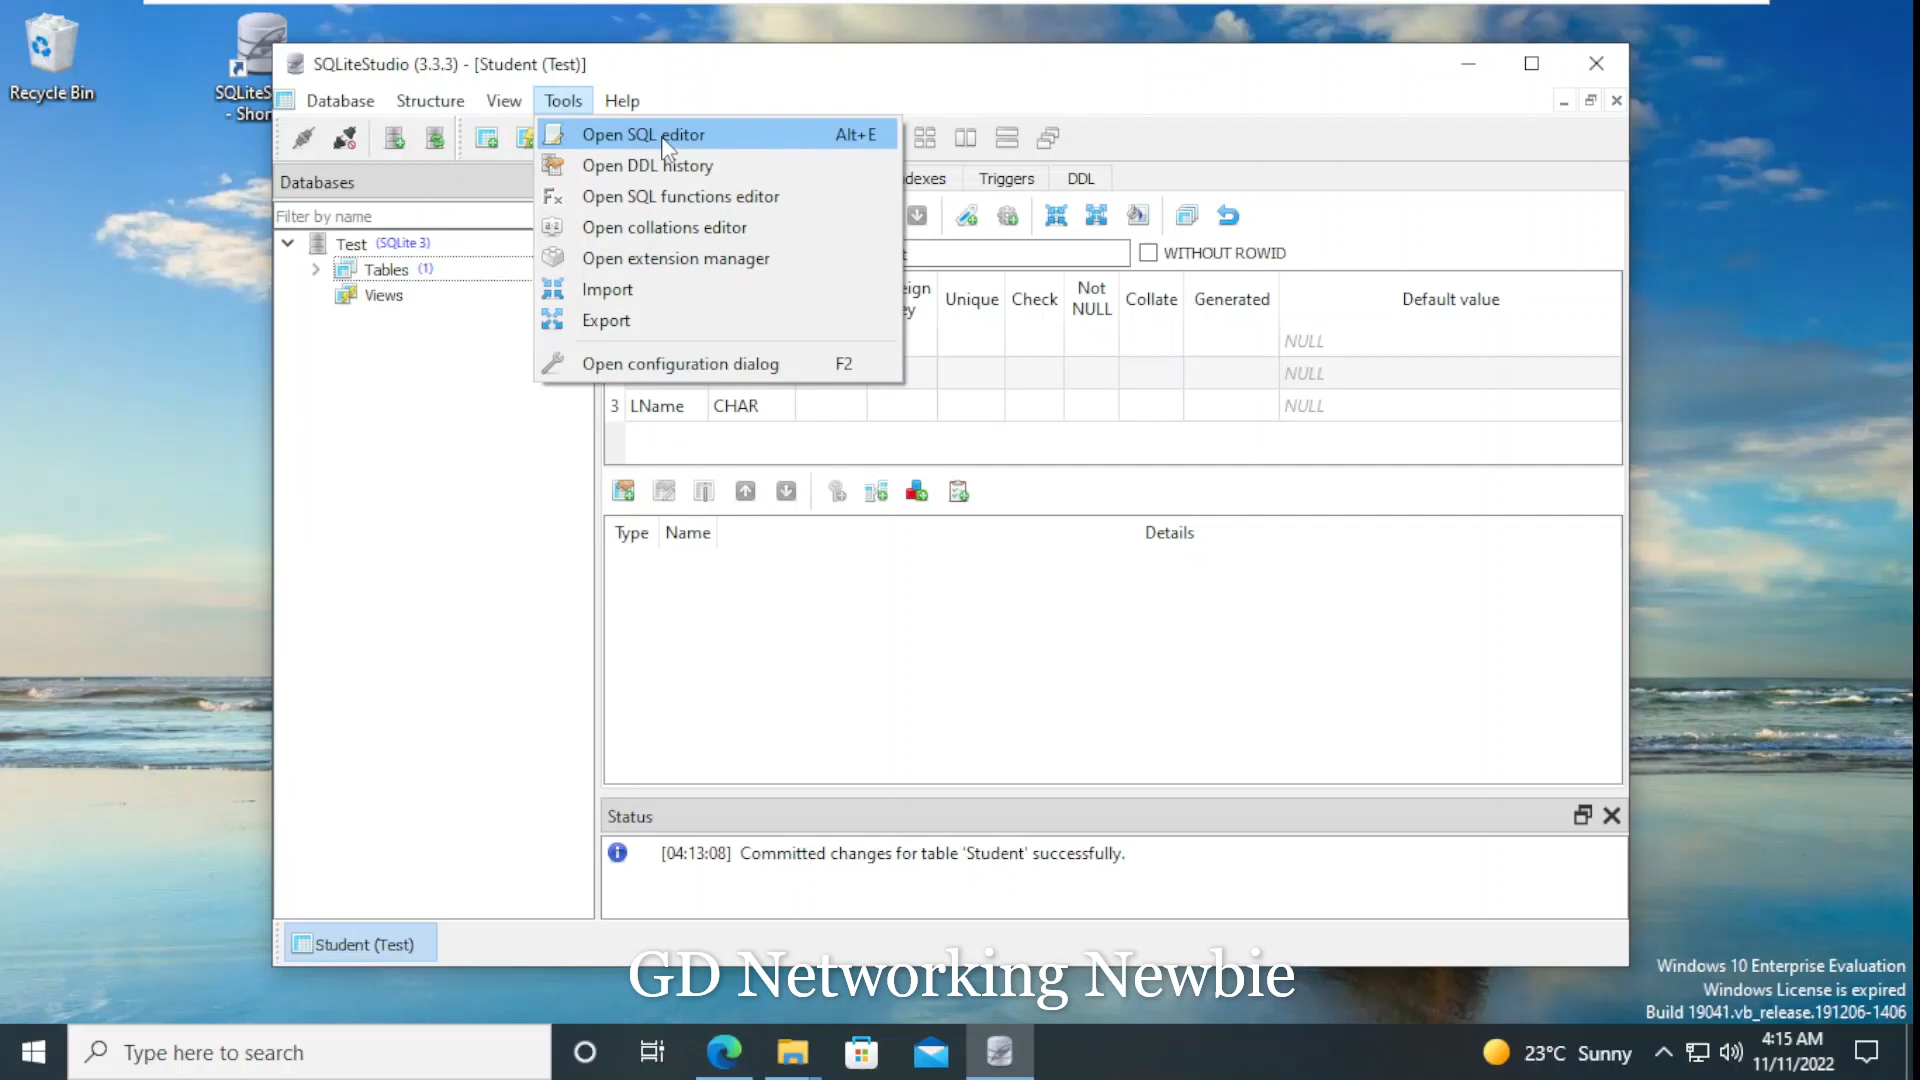 Recycle Bin
SQLiteS
- Shor
SQLiteStudio (3.3.3) - [Student (Test)]
Database Structure View Tools Help
Open SQL editor Alt+E
Open DDL history
Open SQL functions editor
Open collations editor
Open extension manager
Import
Export
Open configuration dialog F2
Databases
Filter by name
Test (SQLite 3)
Tables (1)
Views
dexes Triggers DDL
t WITHOUT ROWID
eign
ey
Unique Check Not NULL Collate Generated Default value
NULL
NULL
3 LName CHAR NULL
Type Name Details
Status
[04:13:08] Committed changes for table 'Student' successfully.
Student (Test)
GD Networking Newbie
Windows 10 Enterprise Evaluation
Windows License is expired
Build 19041.vb_release.191206-1406
Type here to search
23°C Sunny
4:15 AM
11/11/2022